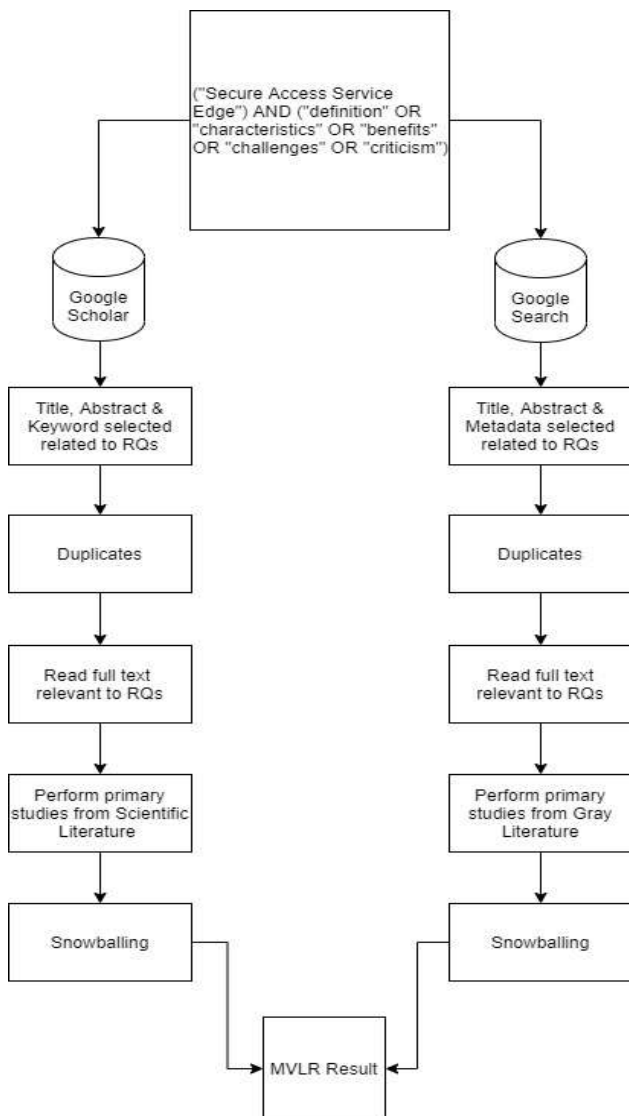 ("Secure Access Service
Edge") AND ("definition" OR
"characteristics" OR "benefits"
OR "challenges" OR "criticism")
Google
Scholar
Google
Search
Title, Abstract &
Keyword selected
related to RQs
Title, Abstract &
Metadata selected
related to RQs
Duplicates
Duplicates
Read full text
relevant to RQs
Read full text
relevant to RQs
Perform primary
studies from Scientific
Literature
Perform primary
studies from Gray
Literature
Snowballing
Snowballing
MVLR Result